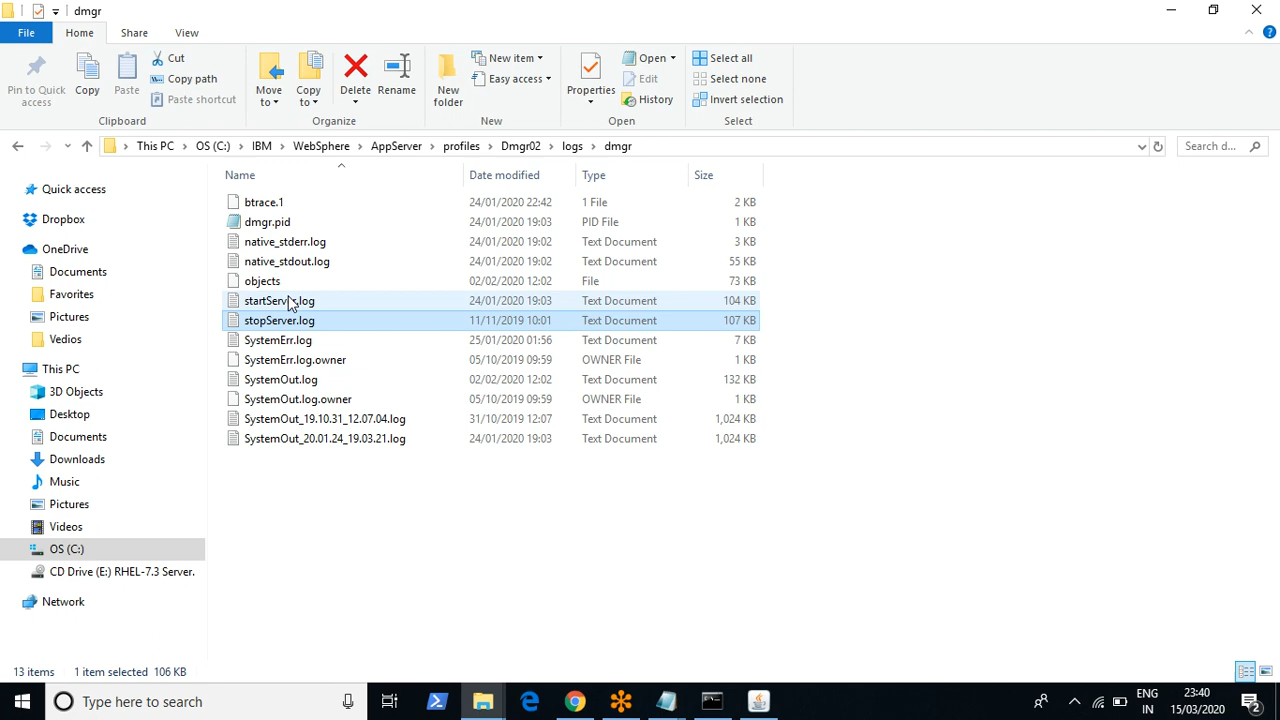 dmgr
File Home Share View
Pin to Quick access
Copy
Paste
Cut
Copy path
Paste shortcut
Clipboard
Move to
Copy to
Delete
Rename
Organize
New folder
New item
Easy access
New
Properties
Open
Edit
History
Open
Select all
Select none
Invert selection
Select
This PC > OS (C:) > IBM > WebSphere > AppServer > profiles > Dmgr02 > logs > dmgr
Search d...
Quick access
Dropbox
OneDrive
Documents
Favorites
Pictures
Vedios
This PC
3D Objects
Desktop
Documents
Downloads
Music
Pictures
Videos
OS (C:)
CD Drive (E:) RHEL-7.3 Server.
Network
Name Date modified Type Size
btrace.1 24/01/2020 22:42 1 File 2 KB
dmgr.pid 24/01/2020 19:03 PID File 1 KB
native_stderr.log 24/01/2020 19:02 Text Document 3 KB
native_stdout.log 24/01/2020 19:02 Text Document 55 KB
objects 02/02/2020 12:02 File 73 KB
startServer.log 24/01/2020 19:03 Text Document 104 KB
stopServer.log 11/11/2019 10:01 Text Document 107 KB
SystemErr.log 25/01/2020 01:56 Text Document 7 KB
SystemErr.log.owner 05/10/2019 09:59 OWNER File 1 KB
SystemOut.log 02/02/2020 12:02 Text Document 132 KB
SystemOut.log.owner 05/10/2019 09:59 OWNER File 1 KB
SystemOut_19.10.31_12.07.04.log 31/10/2019 12:07 Text Document 1,024 KB
SystemOut_20.01.24_19.03.21.log 24/01/2020 19:03 Text Document 1,024 KB
13 items 1 item selected 106 KB
Type here to search
ENG
IN
23:40
15/03/2020
2